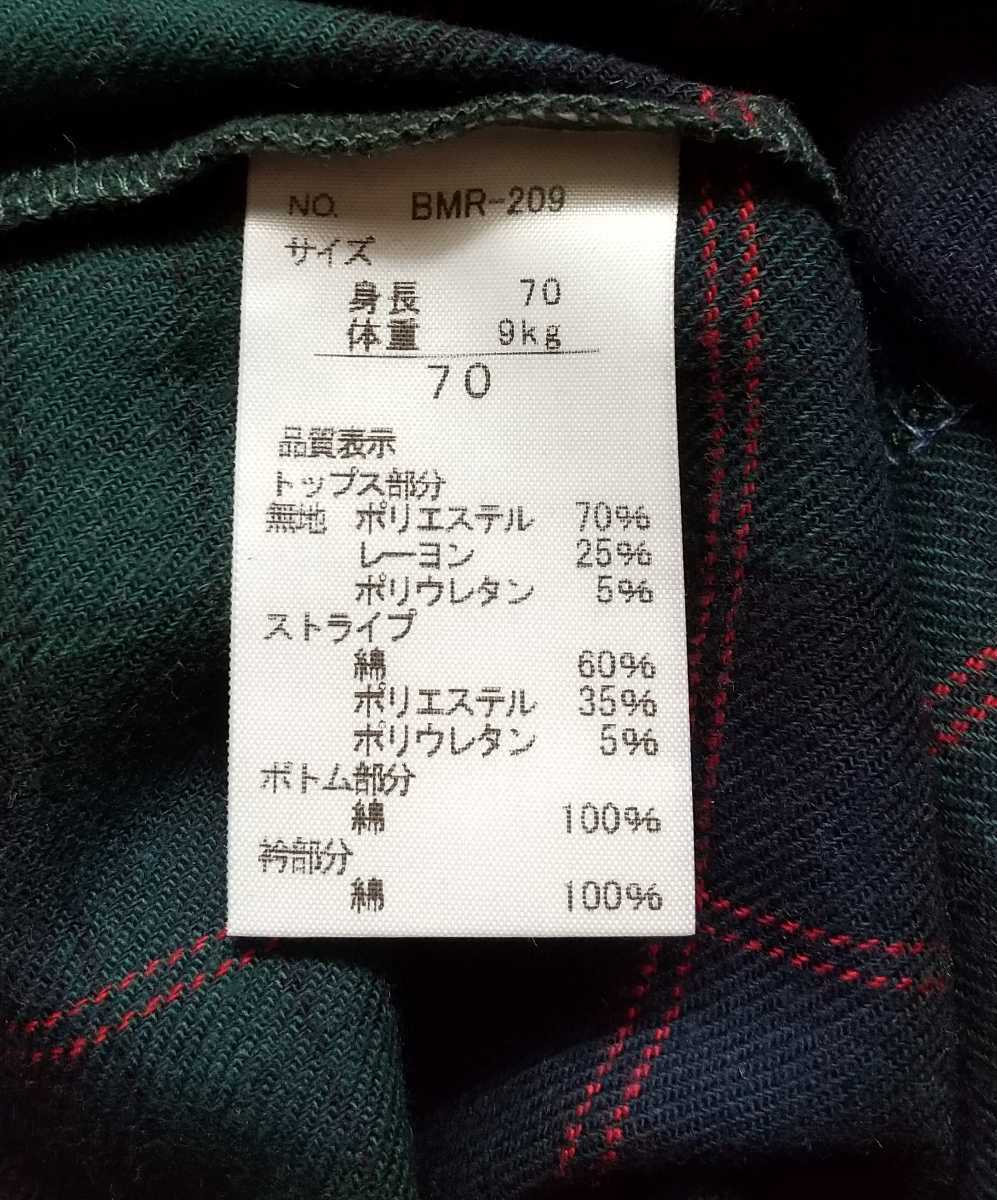 NO. BMR-209
サイズ
身長 70
体重 9kg
70
品質表示
トップス部分
無地 ポリエステル 70%
レーヨン 25%
ポリウレタン 5%
ストライプ
綿 60%
ポリエステル 35%
ポリウレタン 5%
ボトム部分
綿 100%
衿部分
綿 100%